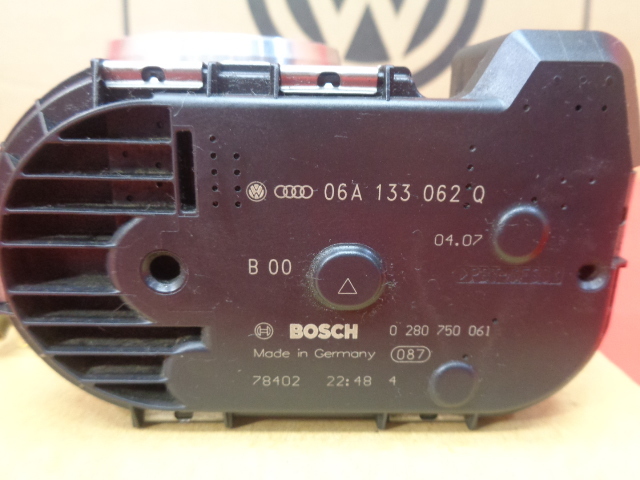 06A 133 062 Q
04.07
B 00
BOSCH 0 280 750 061
Made in Germany 087
78402 22:48 4